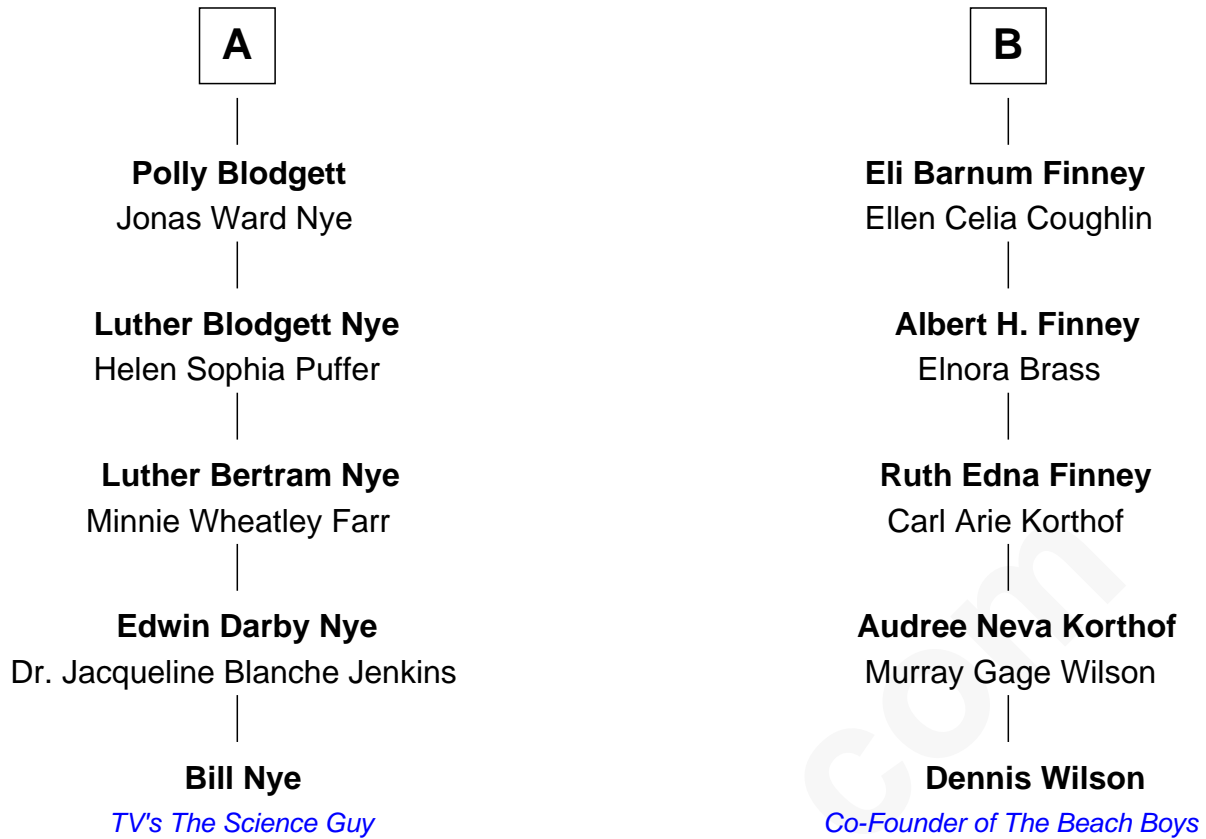 A
Polly Blodgett
Jonas Ward Nye
Luther Blodgett Nye
Helen Sophia Puffer
Luther Bertram Nye
Minnie Wheatley Farr
Edwin Darby Nye
Dr. Jacqueline Blanche Jenkins
Bill Nye
TV's The Science Guy
B
Eli Barnum Finney
Ellen Celia Coughlin
Albert H. Finney
Elnora Brass
Ruth Edna Finney
Carl Arie Korthof
Audree Neva Korthof
Murray Gage Wilson
Dennis Wilson
Co-Founder of The Beach Boys
com